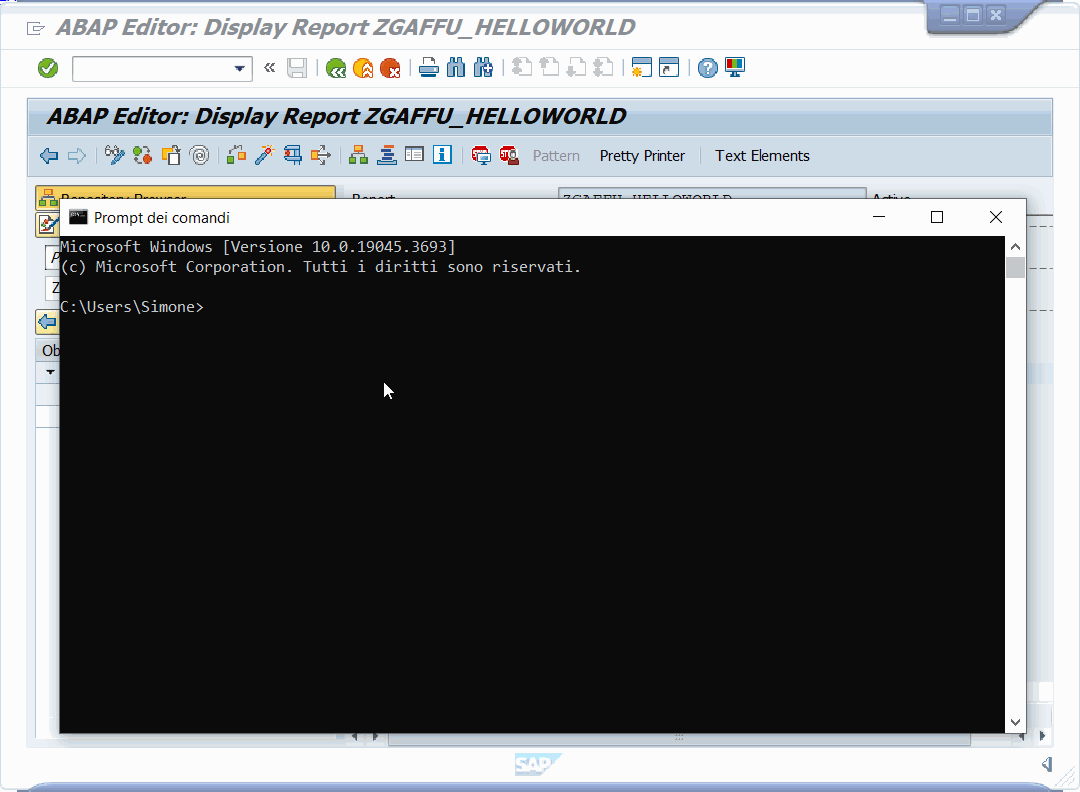 ABAP Editor: Display Report ZGAFFU_HELLOWORLD
ABAP Editor: Display Report ZGAFFU_HELLOWORLD
Pattern Pretty Printer Text Elements
Repository Browser Report ZGAFFU_HELLOWORLD Active
Prompt dei comandi
Microsoft Windows [Versione 10.0.19045.3693]
(c) Microsoft Corporation. Tutti i diritti sono riservati.
C:\Users\Simone>
SAP